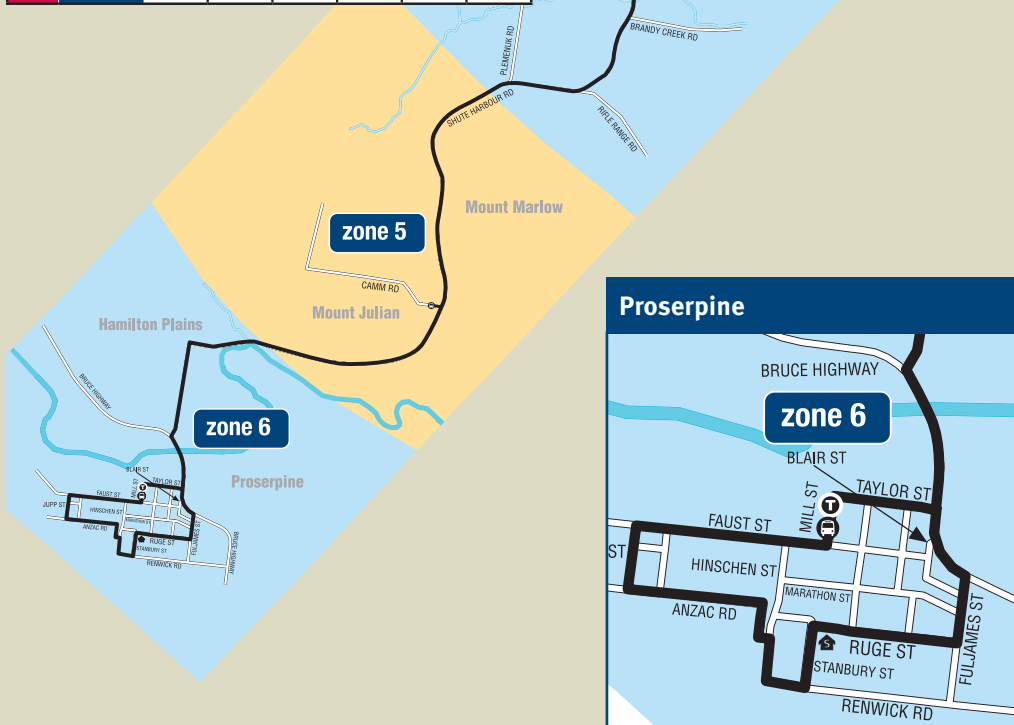 BRANDY CREEK RD
PLEMENUK RD
SHUTE HARBOUR RD
RIFLE RANGE RD
Mount Marlow
zone 5
CAMM RD
Mount Julian
Hamilton Plains
BRUCE HIGHWAY
zone 6
Proserpine
BLAIR ST
TAYLOR ST
MILL ST
T
FAUST ST
JUPP ST
HINSCHEN ST
MARATHON ST
ANZAC RD
RUGE ST
STANBURY ST
FULJAMES ST
BRUCE HIGHWAY
RENWICK RD
Proserpine
BRUCE HIGHWAY
zone 6
BLAIR ST
TAYLOR ST
MILL ST
T
FAUST ST
ST
HINSCHEN ST
MARATHON ST
ANZAC RD
S
RUGE ST
STANBURY ST
FULJAMES ST
RENWICK RD